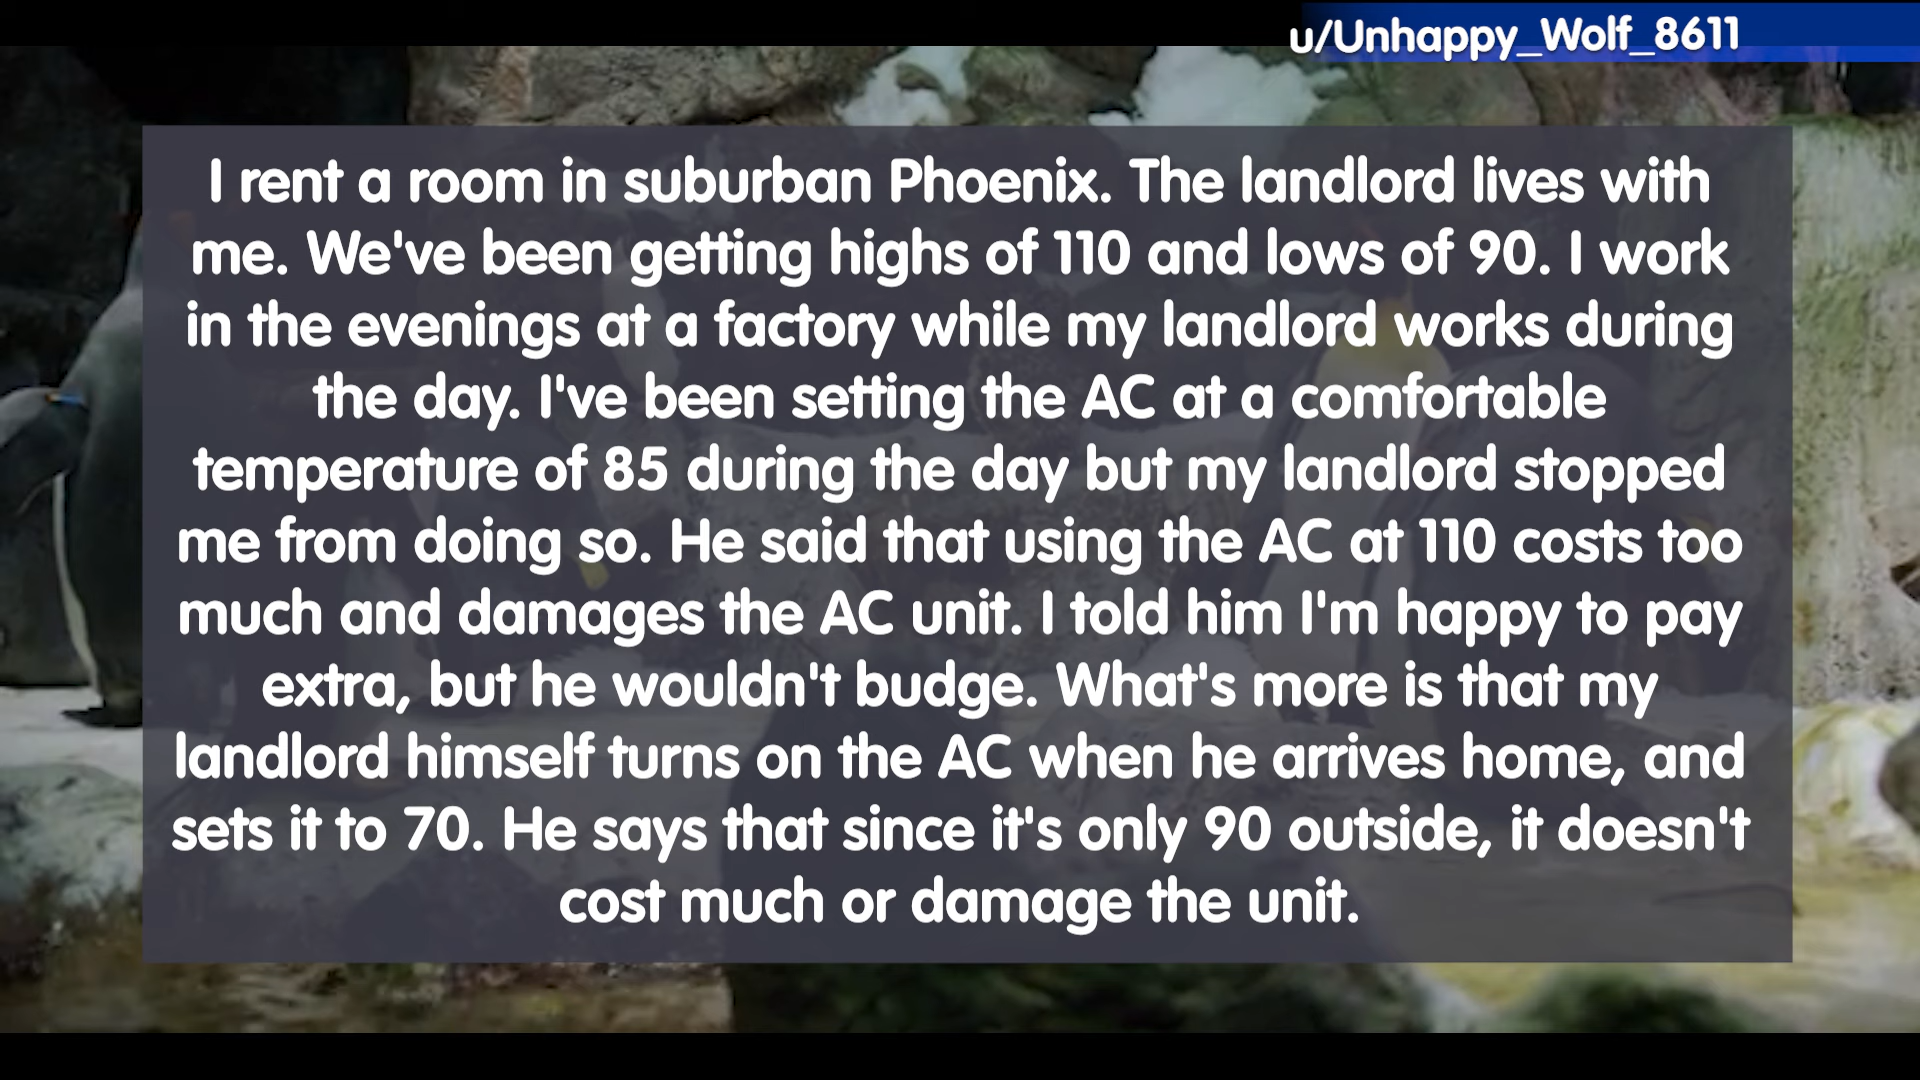 u/Unhappy_Wolf_8611
I rent a room in suburban Phoenix. The landlord lives with
me. We've been getting highs of 110 and lows of 90. I work
in the evenings at a factory while my landlord works during
the day. I've been setting the AC at a comfortable
temperature of 85 during the day but my landlord stopped
me from doing so. He said that using the AC at 110 costs too
much and damages the AC unit. I told him I'm happy to pay
extra, but he wouldn't budge. What's more is that my
landlord himself turns on the AC when he arrives home, and
sets it to 70. He says that since it's only 90 outside, it doesn't
cost much or damage the unit.